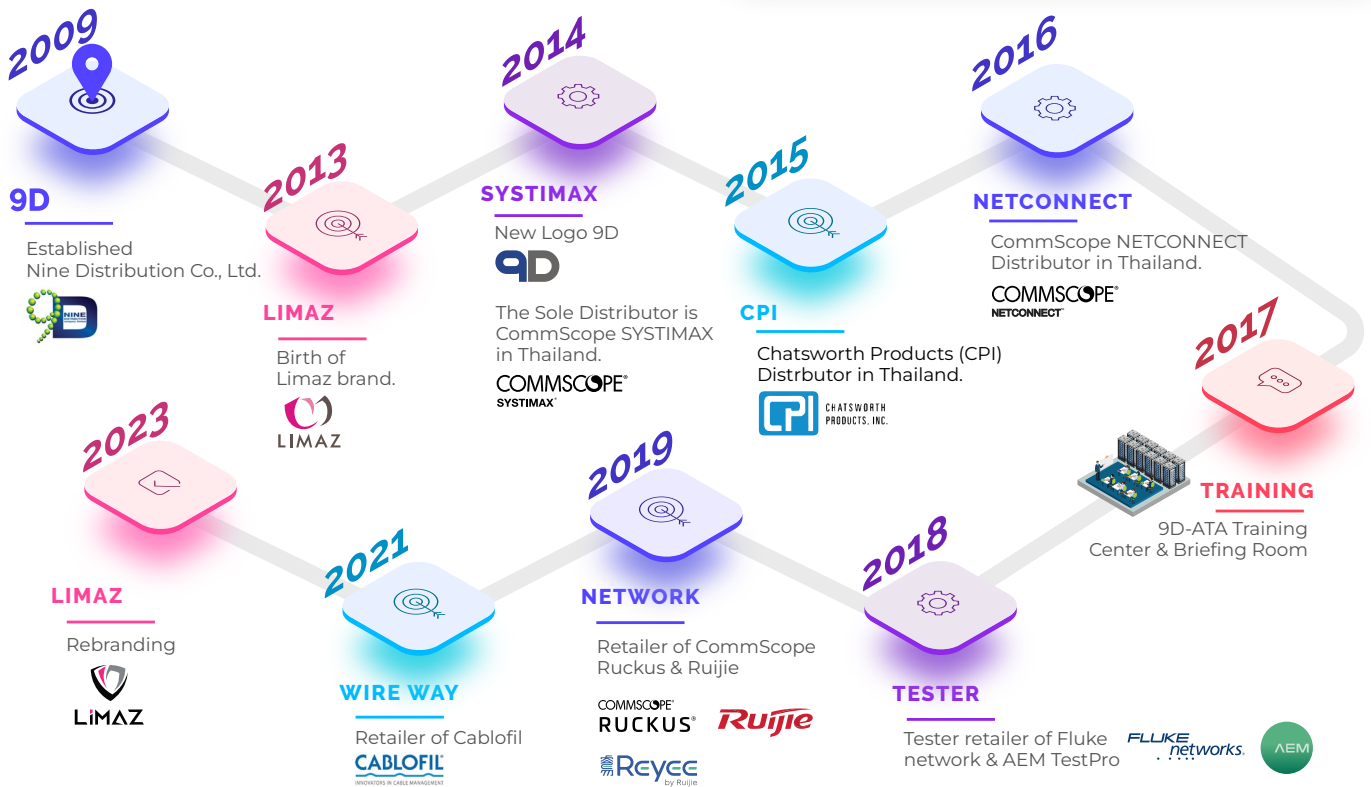 2009
9D
Established
Nine Distribution Co., Ltd.
9D
NINE
2013
LIMAZ
Birth of
Limaz brand.
LIMAZ
2014
SYSTIMAX
New Logo 9D
9D
The Sole Distributor is
CommScope SYSTIMAX
in Thailand.
COMMSCOPE®
SYSTIMAX™
2015
CPI
Chatsworth Products (CPI)
Distrbutor in Thailand.
CPI
CHATSWORTH
PRODUCTS, INC.
2016
NETCONNECT
CommScope NETCONNECT
Distributor in Thailand.
COMMSCOPE®
NETCONNECT™
2017
TRAINING
9D-ATA Training
Center & Briefing Room
2018
TESTER
Tester retailer of Fluke
network & AEM TestPro
FLUKE
networks.
AEM
2019
NETWORK
Retailer of CommScope
Ruckus & Ruijie
COMMSCOPE®
RUCKUS®
Ruijie
Reyee
by Ruijie
2021
WIRE WAY
Retailer of Cablofil
CABLOFIL
INNOVATORS IN CABLE MANAGEMENT
2023
LIMAZ
Rebranding
LiMAZ